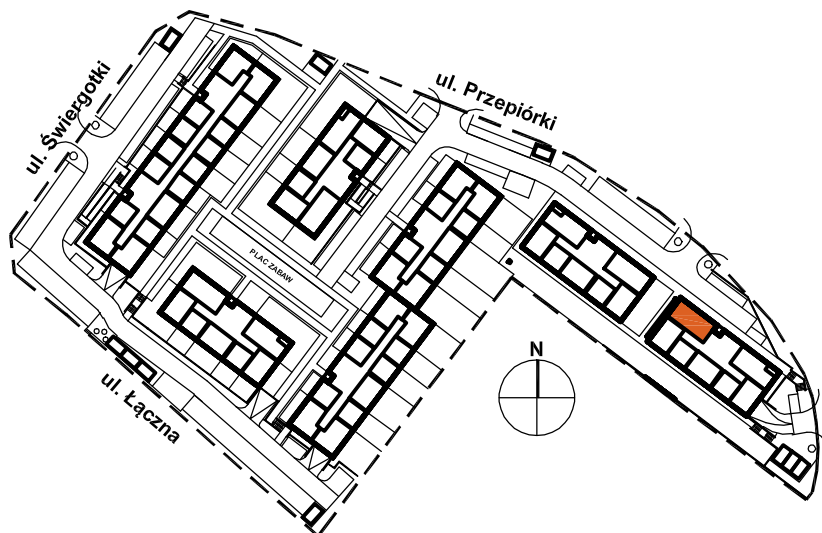 ul. Świergotki
ul. Przepiórki
PLAC ZABAW
N
ul. Łączna